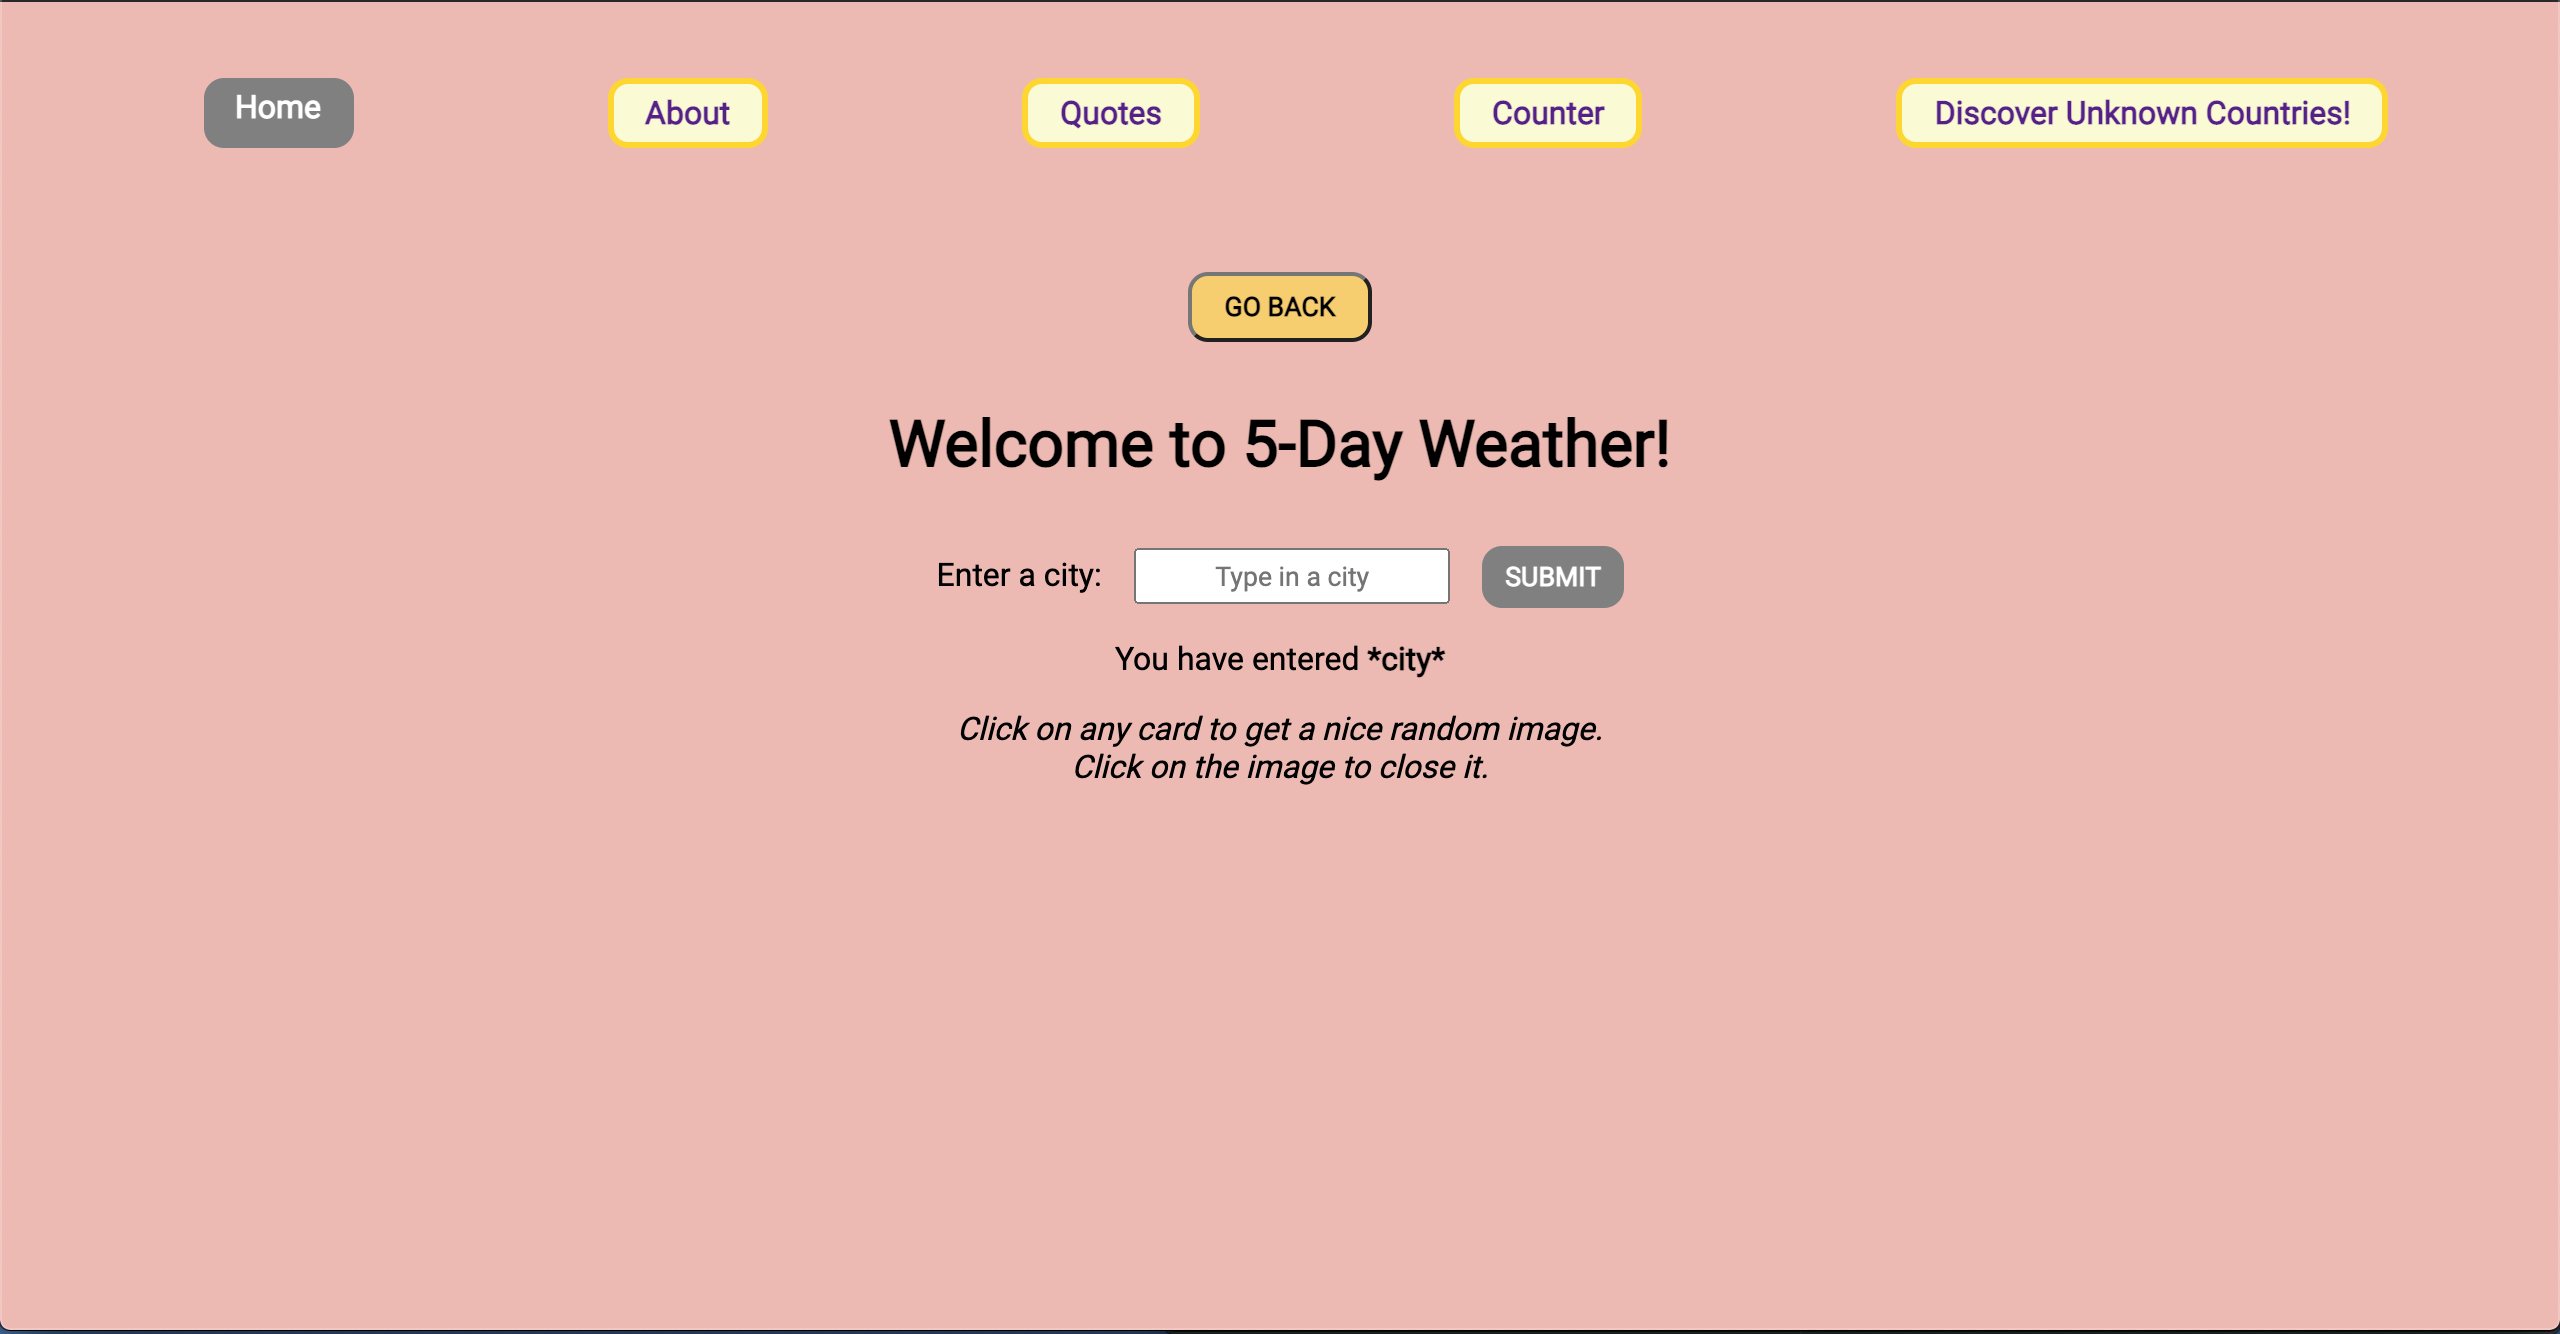 Home About Quotes Counter Discover Unknown Countries!
GO BACK
Welcome to 5-Day Weather!
Enter a city: Type in a city SUBMIT
You have entered *city*
Click on any card to get a nice random image.
Click on the image to close it.